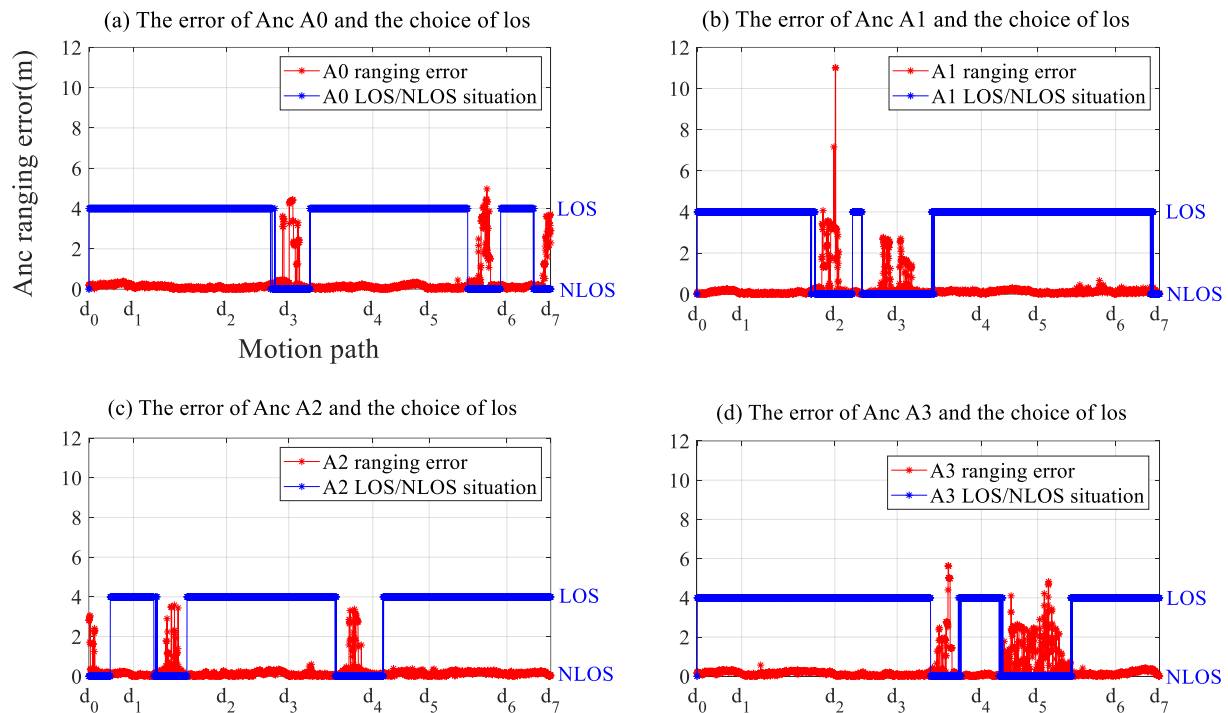 (a) The error of Anc A0 and the choice of los
Anc ranging error(m)
12
10
8
6
4
2
0
A0 ranging error
A0 LOS/NLOS situation
LOS
NLOS
d0 d1 d2 d3 d4 d5 d6 d7
Motion path
(b) The error of Anc A1 and the choice of los
12
10
8
6
4
2
0
A1 ranging error
A1 LOS/NLOS situation
LOS
NLOS
d0 d1 d2 d3 d4 d5 d6 d7
(c) The error of Anc A2 and the choice of los
12
10
8
6
4
2
0
A2 ranging error
A2 LOS/NLOS situation
LOS
NLOS
d0 d1 d2 d3 d4 d5 d6 d7
(d) The error of Anc A3 and the choice of los
12
10
8
6
4
2
0
A3 ranging error
A3 LOS/NLOS situation
LOS
NLOS
d0 d1 d2 d3 d4 d5 d6 d7